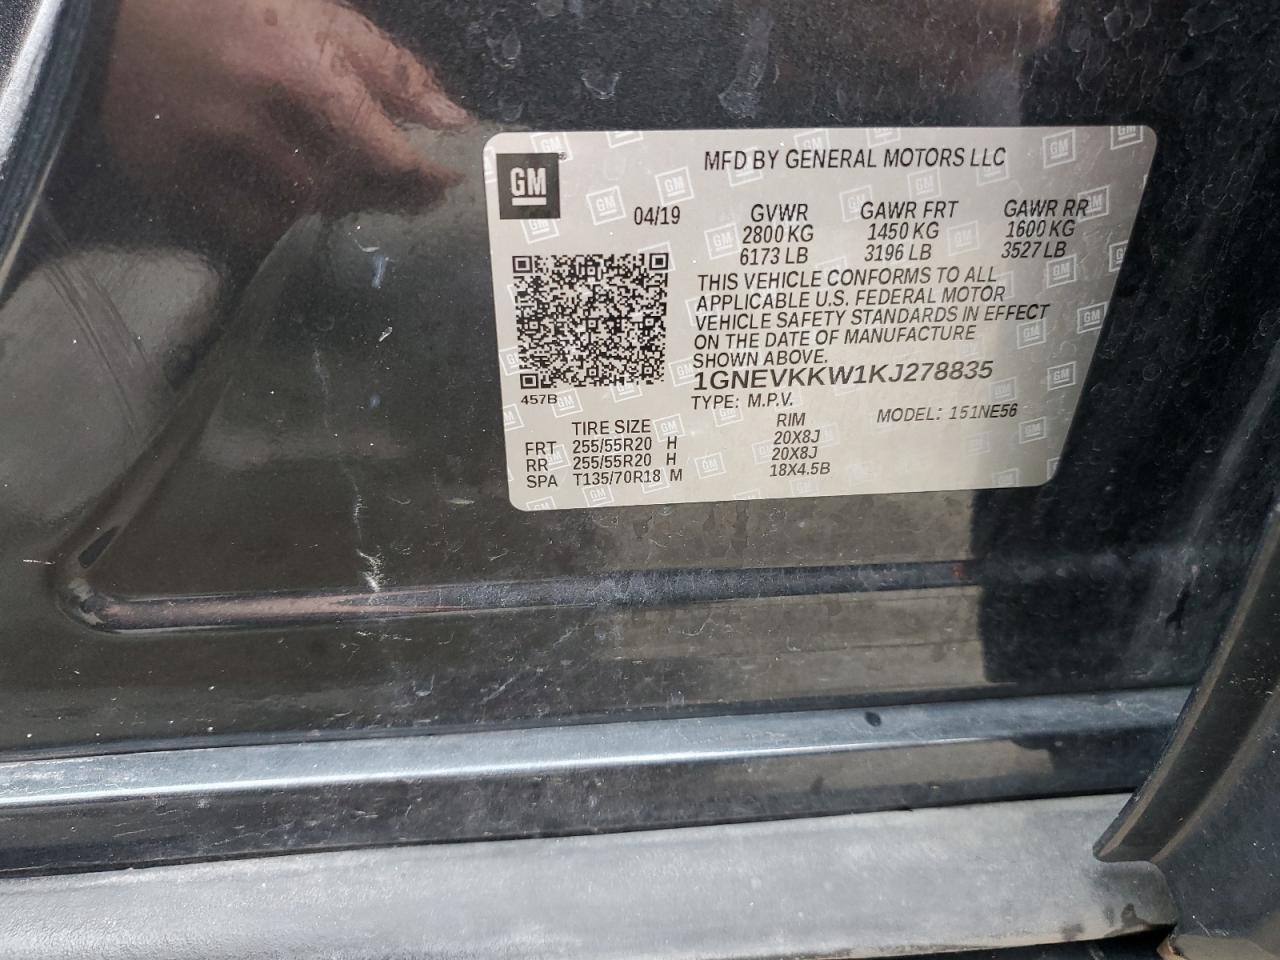 GM
MFD BY GENERAL MOTORS LLC
04/19 GVWR GAWR FRT GAWR RR
2800 KG 1450 KG 1600 KG
6173 LB 3196 LB 3527 LB
THIS VEHICLE CONFORMS TO ALL
APPLICABLE U.S. FEDERAL MOTOR
VEHICLE SAFETY STANDARDS IN EFFECT
ON THE DATE OF MANUFACTURE
SHOWN ABOVE.
1GNEVKKW1KJ278835
457B
TYPE: M.P.V. MODEL: 151NE56
TIRE SIZE RIM
FRT 255/55R20 H 20X8J
RR 255/55R20 H 20X8J
SPA T135/70R18 M 18X4.5B